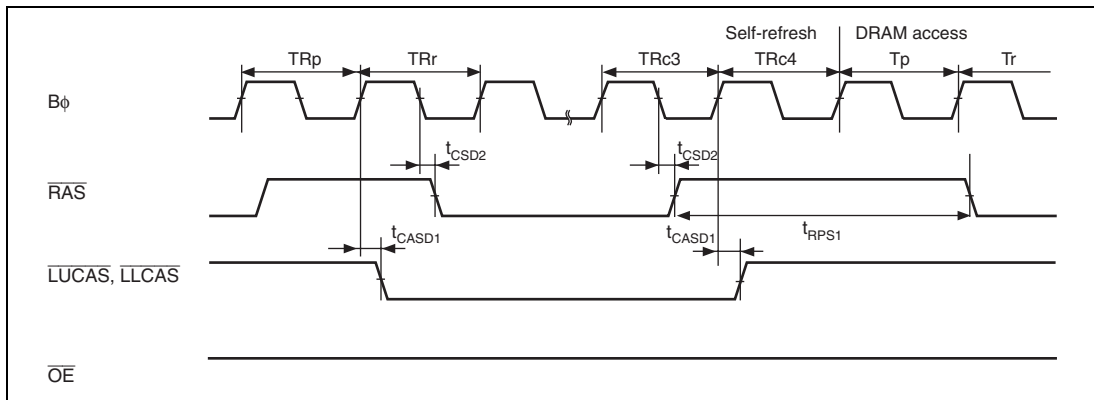 Self-refresh DRAM access
TRp TRr TRc3 TRc4 Tp Tr
Bϕ
tCSD2 tCSD2
RAS
tCASD1 tCASD1 tRPS1
LUCAS, LLCAS
OE